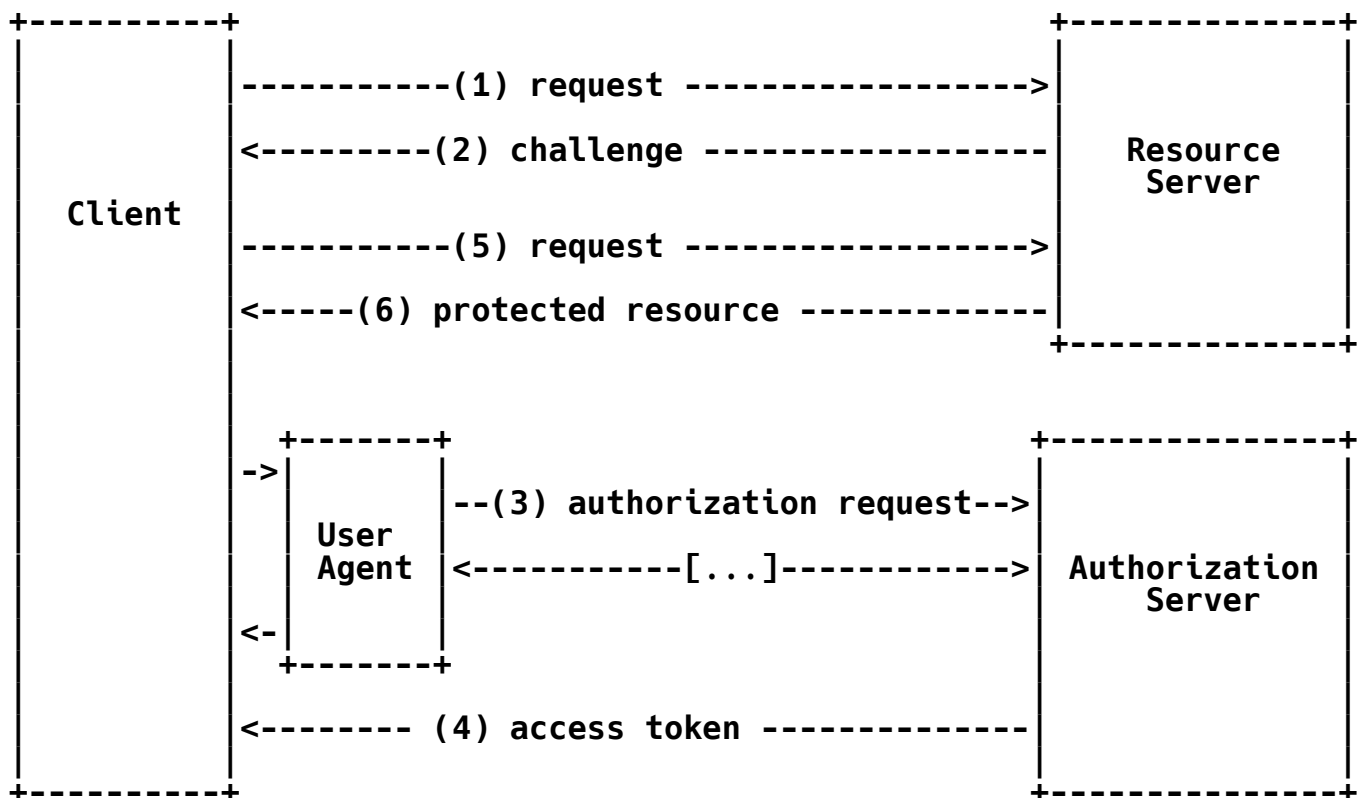 +----------+                                          +--------------+
|          |                                          |              |
|          |-----------(1) request ------------------>|              |
|          |                                          |              |
|          |<---------(2) challenge ------------------|   Resource   |
|          |                                          |    Server    |
|  Client  |                                          |              |
|          |-----------(5) request ------------------>|              |
|          |                                          |              |
|          |<-----(6) protected resource -------------|              |
|          |                                          +--------------+
|          |
|          |
|          |  +-------+                              +---------------+
|          |->|       |                              |               |
|          |  |       |--(3) authorization request-->|               |
|          |  | User  |                              |               |
|          |  | Agent |<-----------[...]------------>| Authorization |
|          |  |       |                              |     Server    |
|          |<-|       |                              |               |
|          |  +-------+                              |               |
|          |                                         |               |
|          |<-------- (4) access token --------------|               |
|          |                                         |               |
+----------+                                         +---------------+